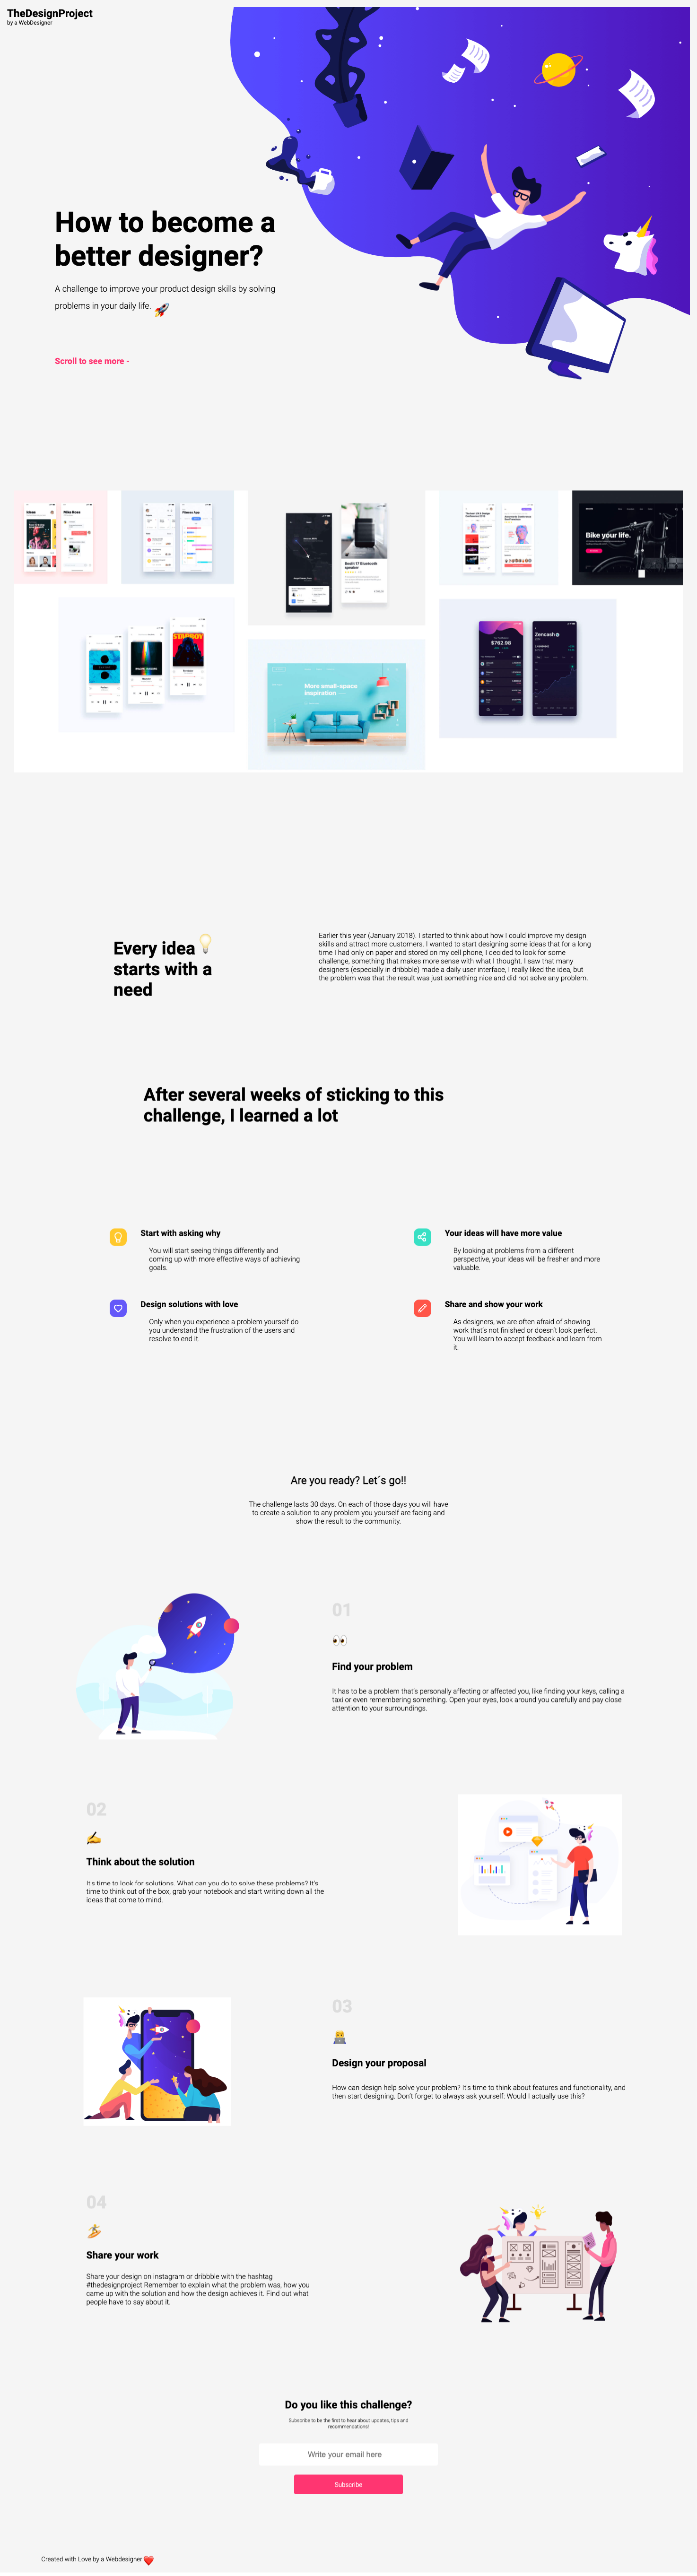 TheDesignProject
by a WebDesigner
How to become a
better designer?
A challenge to improve your product design skills by solving
problems in your daily life. 🚀
Scroll to see more -
Ideas
Zencash
$762.98
Bike your life.
STARBOY
More small-space
inspiration
Every idea 💡
starts with a
need
Earlier this year (January 2018). I started to think about how I could improve my design
skills and attract more customers. I wanted to start designing some ideas that for a long
time I had only on paper and stored on my cell phone, I decided to look for some
challenge, something that makes more sense with what I thought. I saw that many
designers (especially in dribbble) made a daily user interface, I really liked the idea, but
the problem was that the result was just something nice and did not solve any problem.
After several weeks of sticking to this
challenge, I learned a lot
Start with asking why
You will start seeing things differently and
coming up with more effective ways of achieving
goals.
Your ideas will have more value
By looking at problems from a different
perspective, your ideas will be fresher and more
valuable.
Design solutions with love
Only when you experience a problem yourself do
you understand the frustration of the users and
resolve to end it.
Share and show your work
As designers, we are often afraid of showing
work that's not finished or doesn't look perfect.
You will learn to accept feedback and learn from
it.
Are you ready? Let´s go!!
The challenge lasts 30 days. On each of those days you will have
to create a solution to any problem you yourself are facing and
show the result to the community.
01
👀
Find your problem
It has to be a problem that's personally affecting or affected you, like finding your keys, calling a
taxi or even remembering something. Open your eyes, look around you carefully and pay close
attention to your surroundings.
02
✍
Think about the solution
It's time to look for solutions. What can you do to solve these problems? It's
time to think out of the box, grab your notebook and start writing down all the
ideas that come to mind.
03
Design your proposal
How can design help solve your problem? It's time to think about features and functionality, and
then start designing. Don't forget to always ask yourself: Would I actually use this?
04
🏄
Share your work
Share your design on instagram or dribbble with the hashtag
#thedesignproject Remember to explain what the problem was, how you
came up with the solution and how the design achieves it. Find out what
people have to say about it.
Do you like this challenge?
Subscribe to be the first to hear about updates, tips and
recommendations!
Write your email here
Subscribe
Created with Love by a Webdesigner ❤️